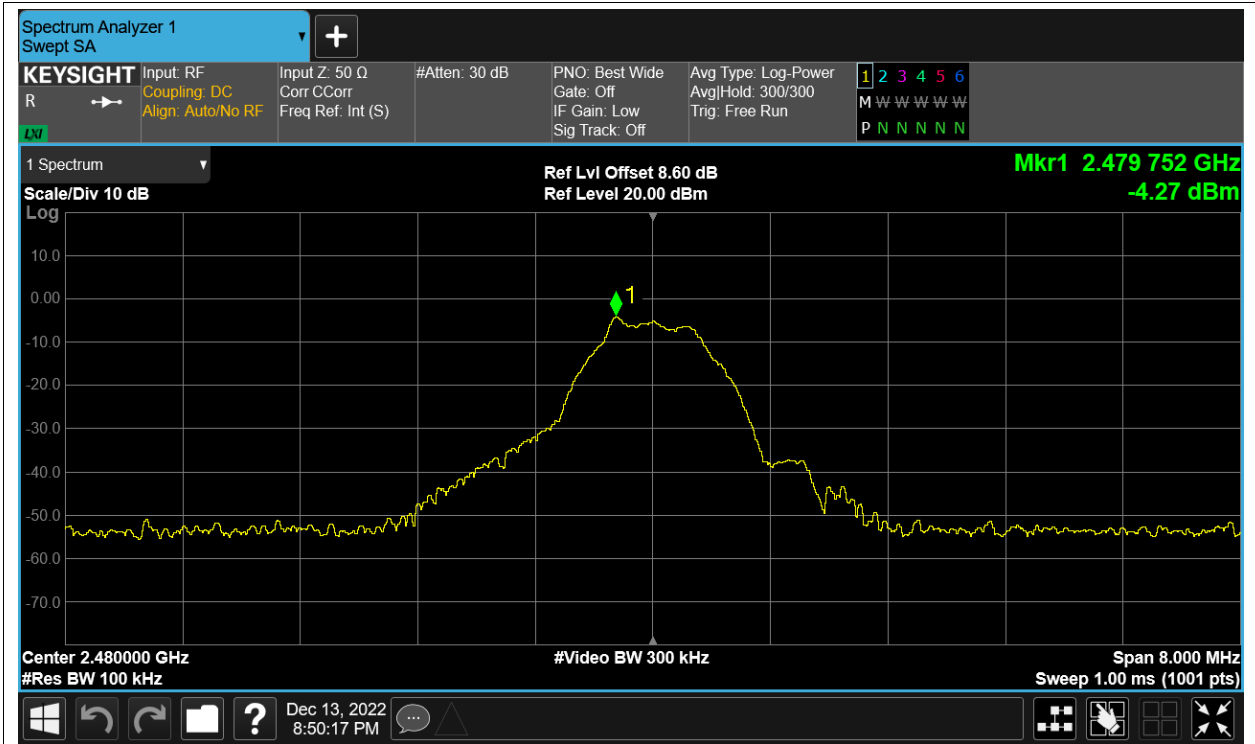 Spectrum Analyzer 1
Swept SA
KEYSIGHT
R
LXI
Input: RF
Coupling: DC
Align: Auto/No RF
Input Z: 50 Ω
Corr CCorr
Freq Ref: Int (S)
#Atten: 30 dB
PNO: Best Wide
Gate: Off
IF Gain: Low
Sig Track: Off
Avg Type: Log-Power
Avg|Hold: 300/300
Trig: Free Run
1 2 3 4 5 6
M W W W W W W
P N N N N N N
1 Spectrum
Scale/Div 10 dB
Log
Ref Lvl Offset 8.60 dB
Ref Level 20.00 dBm
Mkr1 2.479 752 GHz
-4.27 dBm
10.0
0.00
-10.0
-20.0
-30.0
-40.0
-50.0
-60.0
-70.0
1
Center 2.480000 GHz
#Res BW 100 kHz
#Video BW 300 kHz
Span 8.000 MHz
Sweep 1.00 ms (1001 pts)
?
Dec 13, 2022
8:50:17 PM